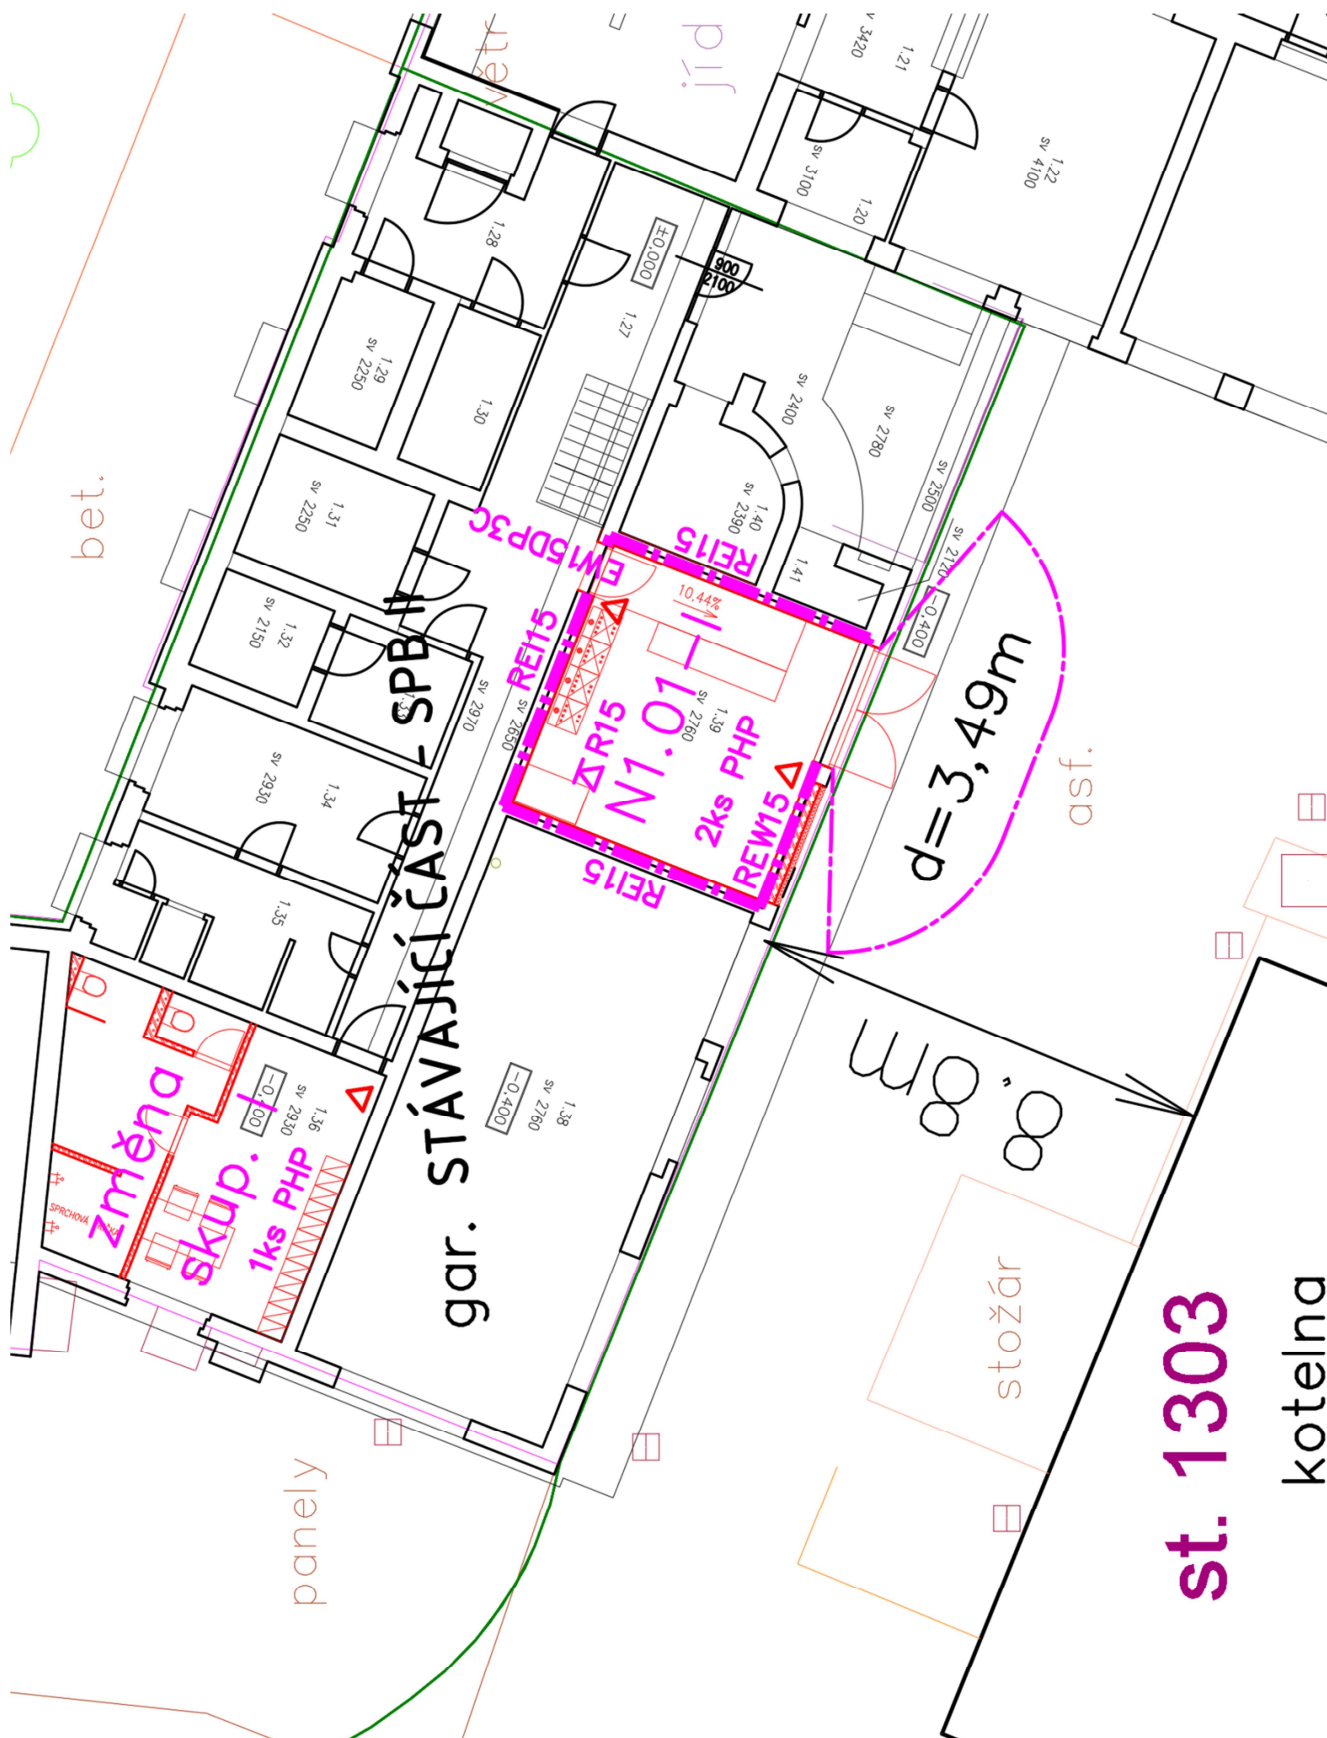 větr
jíd
sv 3420
1.21
sv 3100
1.20
1.22
sv 4100
1.28
±0,000
900
2100
1.27
1.29
sv 2250
1.30
sv 2400
sv 2780
sv 2500
sv 2120
bet.
1.31
sv 2250
1.40
sv 2390
1.41
EW15DP3C
REI15
10.44%
-0,400
1.32
sv 2150
REI15
STÁVAJÍCÍ ČÁST - SPB II
sv 2970
sv 2650
R15
N1.01-II
1.39
sv 2760
2ks PHP
REW15
d=3,49m
asf.
1.34
sv 2930
REI15
1.35
8.8m
změna
skup. I
1.36
sv 2930
-0,400
1ks PHP
SPRCHOVÁ
1.38
sv 2760
-0,400
gar.
stožár
st. 1303
kotelna
panely